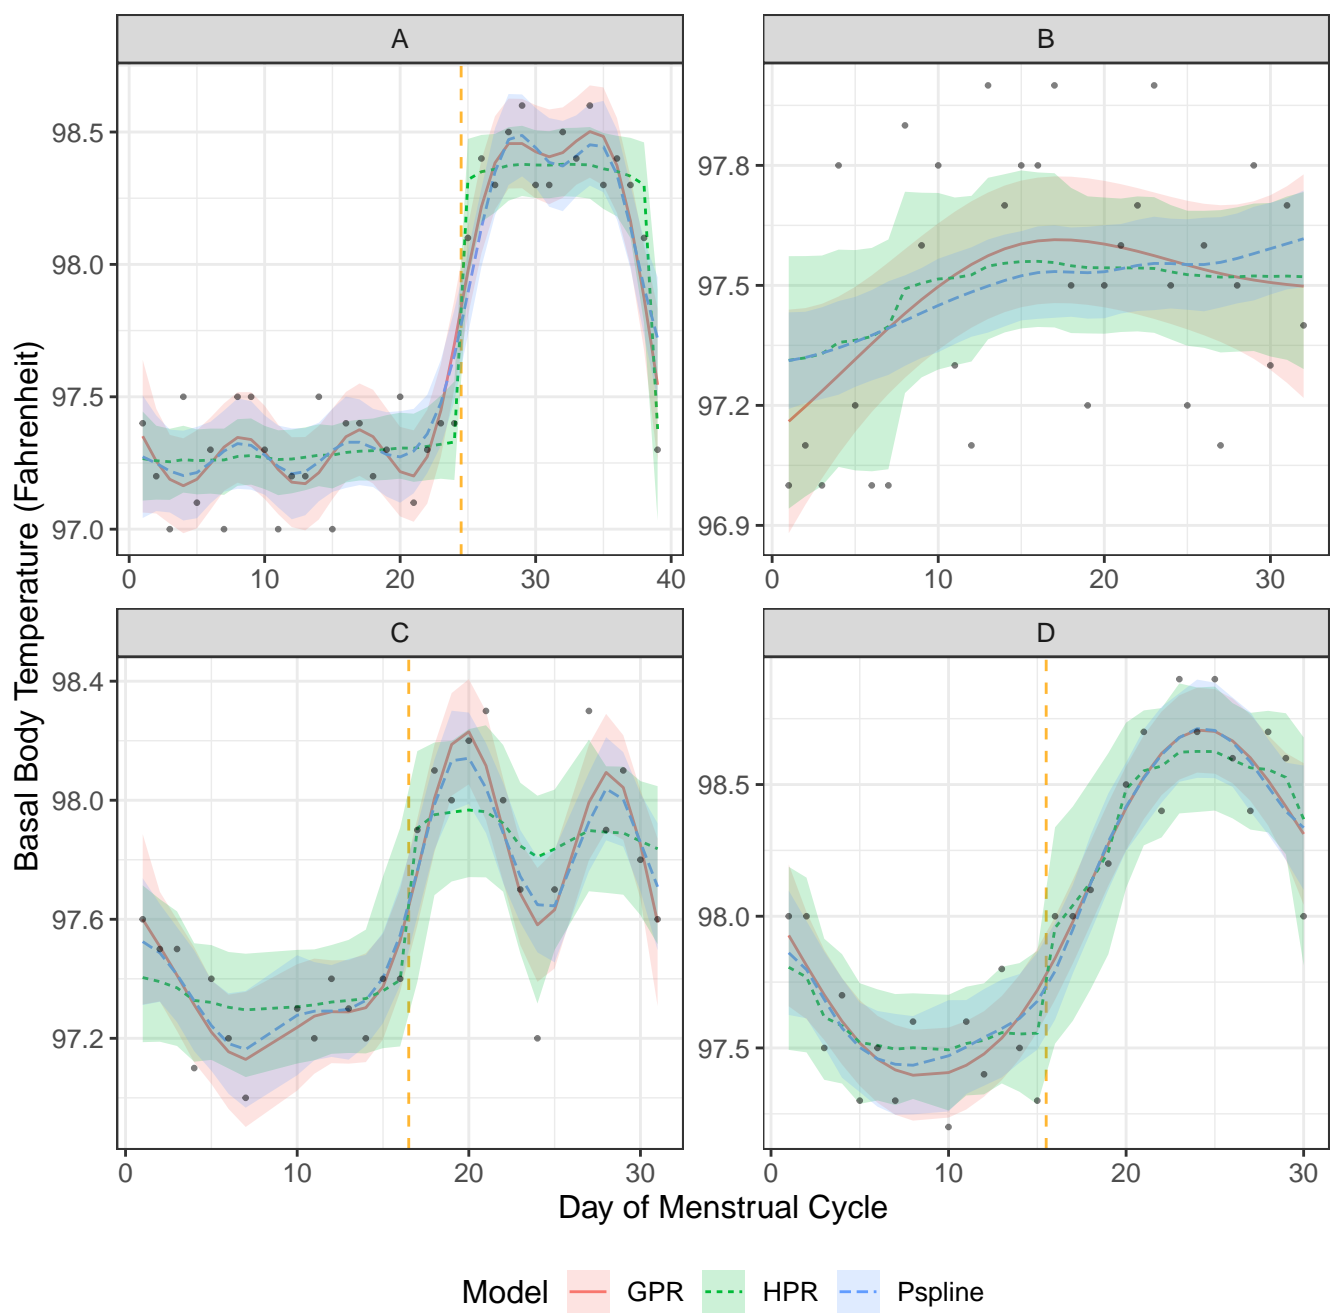 A
B
98.5
98.0
97.5
97.0
97.8
97.5
97.2
96.9
0 10 20 30 40
0 10 20 30
C
D
98.4
98.0
97.6
97.2
98.5
98.0
97.5
0 10 20 30
0 10 20 30
Basal Body Temperature (Fahrenheit)
Day of Menstrual Cycle
Model GPR HPR Pspline